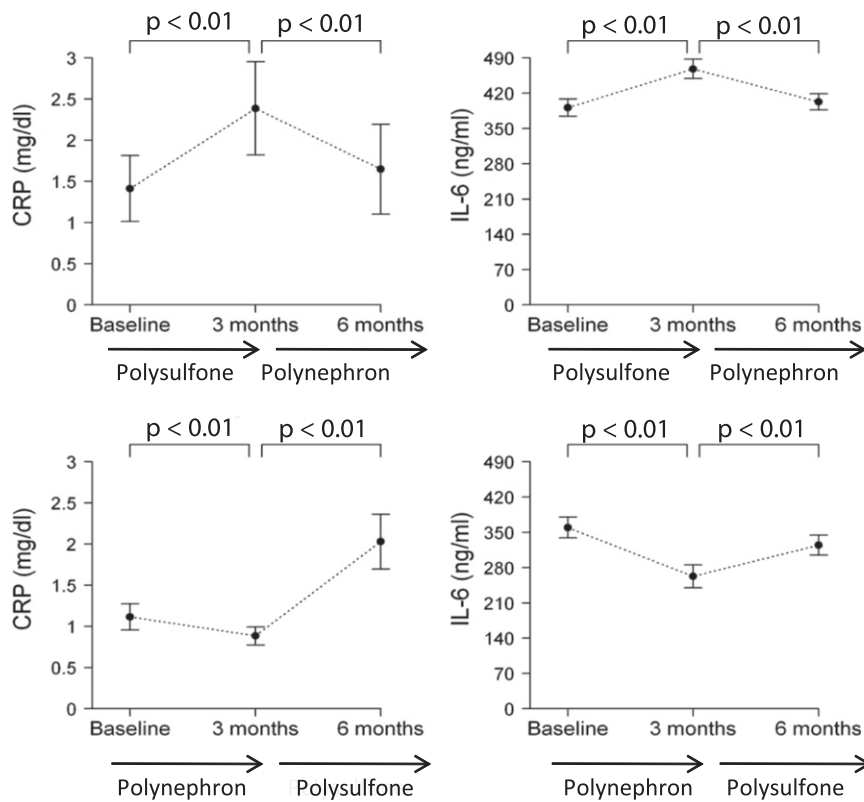 p < 0.01 p < 0.01
CRP (mg/dl)
3
2.5
2
1.5
1
0.5
0
Baseline 3 months 6 months
Polysulfone Polynephron
p < 0.01 p < 0.01
IL-6 (ng/ml)
490
420
350
280
210
140
70
0
Baseline 3 months 6 months
Polysulfone Polynephron
p < 0.01 p < 0.01
CRP (mg/dl)
3
2.5
2
1.5
1
0.5
0
Baseline 3 months 6 months
Polynephron Polysulfone
p < 0.01 p < 0.01
IL-6 (ng/ml)
490
420
350
280
210
140
70
0
Baseline 3 months 6 months
Polynephron Polysulfone